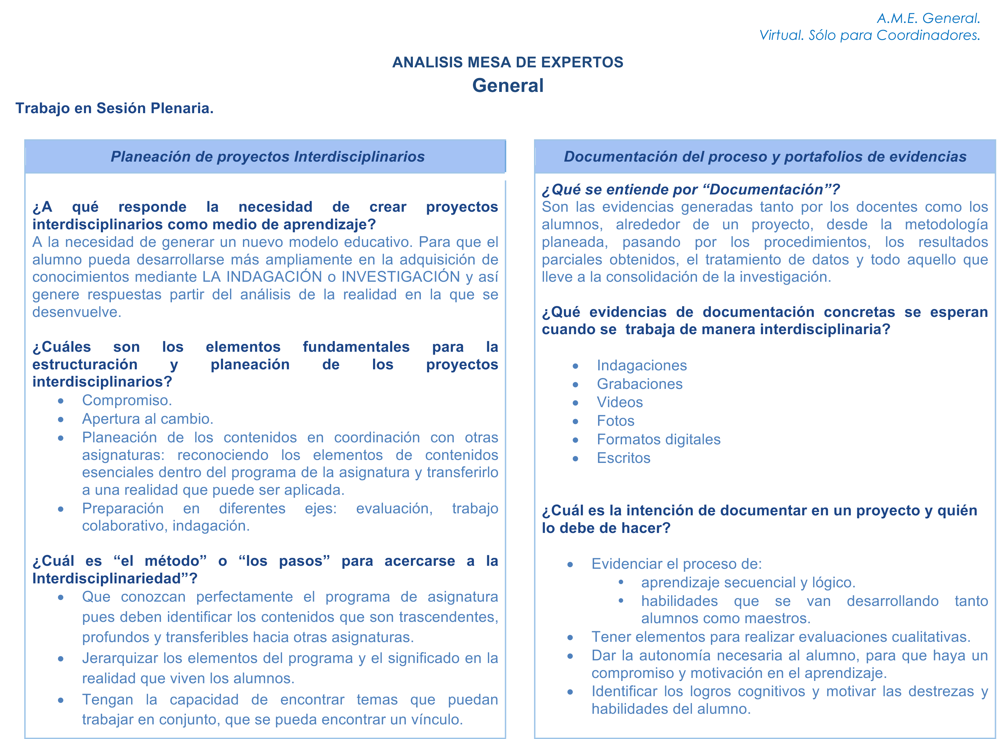 A.M.E. General.
Virtual. Sólo para Coordinadores.
ANALISIS MESA DE EXPERTOS
General
Trabajo en Sesión Plenaria.
Planeación de proyectos Interdisciplinarios
¿A qué responde la necesidad de crear proyectos
interdisciplinarios como medio de aprendizaje?
A la necesidad de generar un nuevo modelo educativo. Para que el
alumno pueda desarrollarse más ampliamente en la adquisición de
conocimientos mediante LA INDAGACIÓN o INVESTIGACIÓN y así
genere respuestas partir del análisis de la realidad en la que se
desenvuelve.
¿Cuáles son los elementos fundamentales para la
estructuración y planeación de los proyectos
interdisciplinarios?
• Compromiso.
• Apertura al cambio.
• Planeación de los contenidos en coordinación con otras
asignaturas: reconociendo los elementos de contenidos
esenciales dentro del programa de la asignatura y transferirlo
a una realidad que puede ser aplicada.
• Preparación en diferentes ejes: evaluación, trabajo
colaborativo, indagación.
¿Cuál es “el método” o “los pasos” para acercarse a la
Interdisciplinariedad”?
• Que conozcan perfectamente el programa de asignatura
pues deben identificar los contenidos que son trascendentes,
profundos y transferibles hacia otras asignaturas.
• Jerarquizar los elementos del programa y el significado en la
realidad que viven los alumnos.
• Tengan la capacidad de encontrar temas que puedan
trabajar en conjunto, que se pueda encontrar un vínculo.
Documentación del proceso y portafolios de evidencias
¿Qué se entiende por “Documentación”?
Son las evidencias generadas tanto por los docentes como los
alumnos, alrededor de un proyecto, desde la metodología
planeada, pasando por los procedimientos, los resultados
parciales obtenidos, el tratamiento de datos y todo aquello que
lleve a la consolidación de la investigación.
¿Qué evidencias de documentación concretas se esperan
cuando se  trabaja de manera interdisciplinaria?
• Indagaciones
• Grabaciones
• Videos
• Fotos
• Formatos digitales
• Escritos
¿Cuál es la intención de documentar en un proyecto y quién
lo debe de hacer?
• Evidenciar el proceso de:
• aprendizaje secuencial y lógico.
• habilidades que se van desarrollando tanto
alumnos como maestros.
• Tener elementos para realizar evaluaciones cualitativas.
• Dar la autonomía necesaria al alumno, para que haya un
compromiso y motivación en el aprendizaje.
• Identificar los logros cognitivos y motivar las destrezas y
habilidades del alumno.